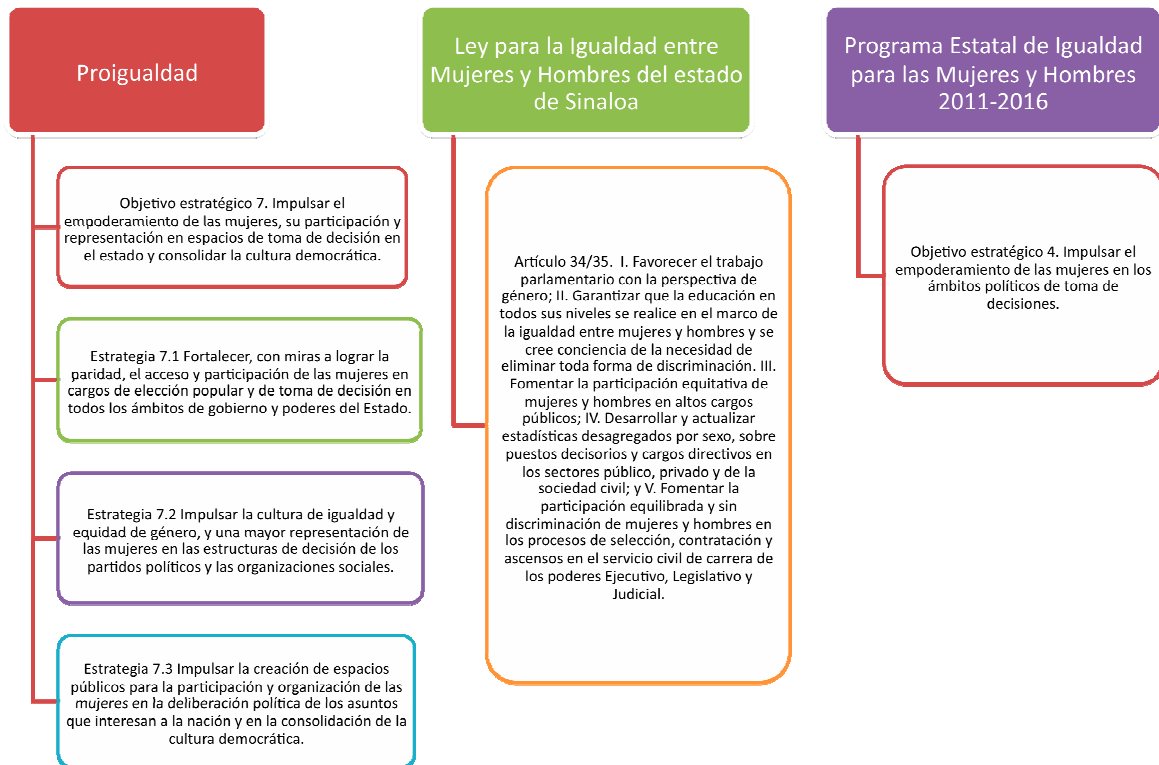 Proigualdad
Objetivo estratégico 7. Impulsar el
empoderamiento de las mujeres, su participación y
representación en espacios de toma de decisión en
el estado y consolidar la cultura democrática.
Estrategia 7.1 Fortalecer, con miras a lograr la
paridad, el acceso y participación de las mujeres en
cargos de elección popular y de toma de decisión en
todos los ámbitos de gobierno y poderes del Estado.
Estrategia 7.2 Impulsar la cultura de igualdad y
equidad de género, y una mayor representación de
las mujeres en las estructuras de decisión de los
partidos políticos y las organizaciones sociales.
Estrategia 7.3 Impulsar la creación de espacios
públicos para la participación y organización de las
mujeres en la deliberación política de los asuntos
que interesan a la nación y en la consolidación de la
cultura democrática.
Ley para la Igualdad entre
Mujeres y Hombres del estado
de Sinaloa
Artículo 34/35. I. Favorecer el trabajo
parlamentario con la perspectiva de
género; II. Garantizar que la educación en
todos sus niveles se realice en el marco de
la igualdad entre mujeres y hombres y se
cree conciencia de la necesidad de
eliminar toda forma de discriminación. III.
Fomentar la participación equitativa de
mujeres y hombres en altos cargos
públicos; IV. Desarrollar y actualizar
estadísticas desagregados por sexo, sobre
puestos decisorios y cargos directivos en
los sectores público, privado y de la
sociedad civil; y V. Fomentar la
participación equilibrada y sin
discriminación de mujeres y hombres en
los procesos de selección, contratación y
ascensos en el servicio civil de carrera de
los poderes Ejecutivo, Legislativo y
Judicial.
Programa Estatal de Igualdad
para las Mujeres y Hombres
2011-2016
Objetivo estratégico 4. Impulsar el
empoderamiento de las mujeres en los
ámbitos políticos de toma de
decisiones.